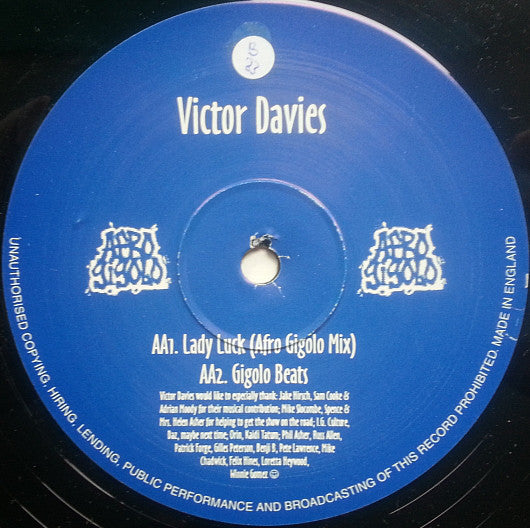 B
Victor Davies
AFRO
GIGOLO
AFRO
GIGOLO
AA1. Lady Luck (Afro Gigolo Mix)
AA2. Gigolo Beats
Victor Davies would like to especially thank: Jake Hirsch, Sam Cooke &
Adrian Moody for their musical contribution; Mike Slocombe, Spence &
Mrs. Helen Asher for helping to get the show on the road; I.G. Culture,
Daz, maybe next time; Orin, Kaidi Tatum; Phil Asher, Russ Allen,
Patrick Forge, Gilles Peterson, Benji B, Pete Lawrence, Mike
Chadwick, Felix Hines, Loretta Heywood,
Winnie Gomez ☺
UNAUTHORISED COPYING, HIRING, LENDING, PUBLIC PERFORMANCE AND BROADCASTING OF THIS RECORD PROHIBITED. MADE IN ENGLAND